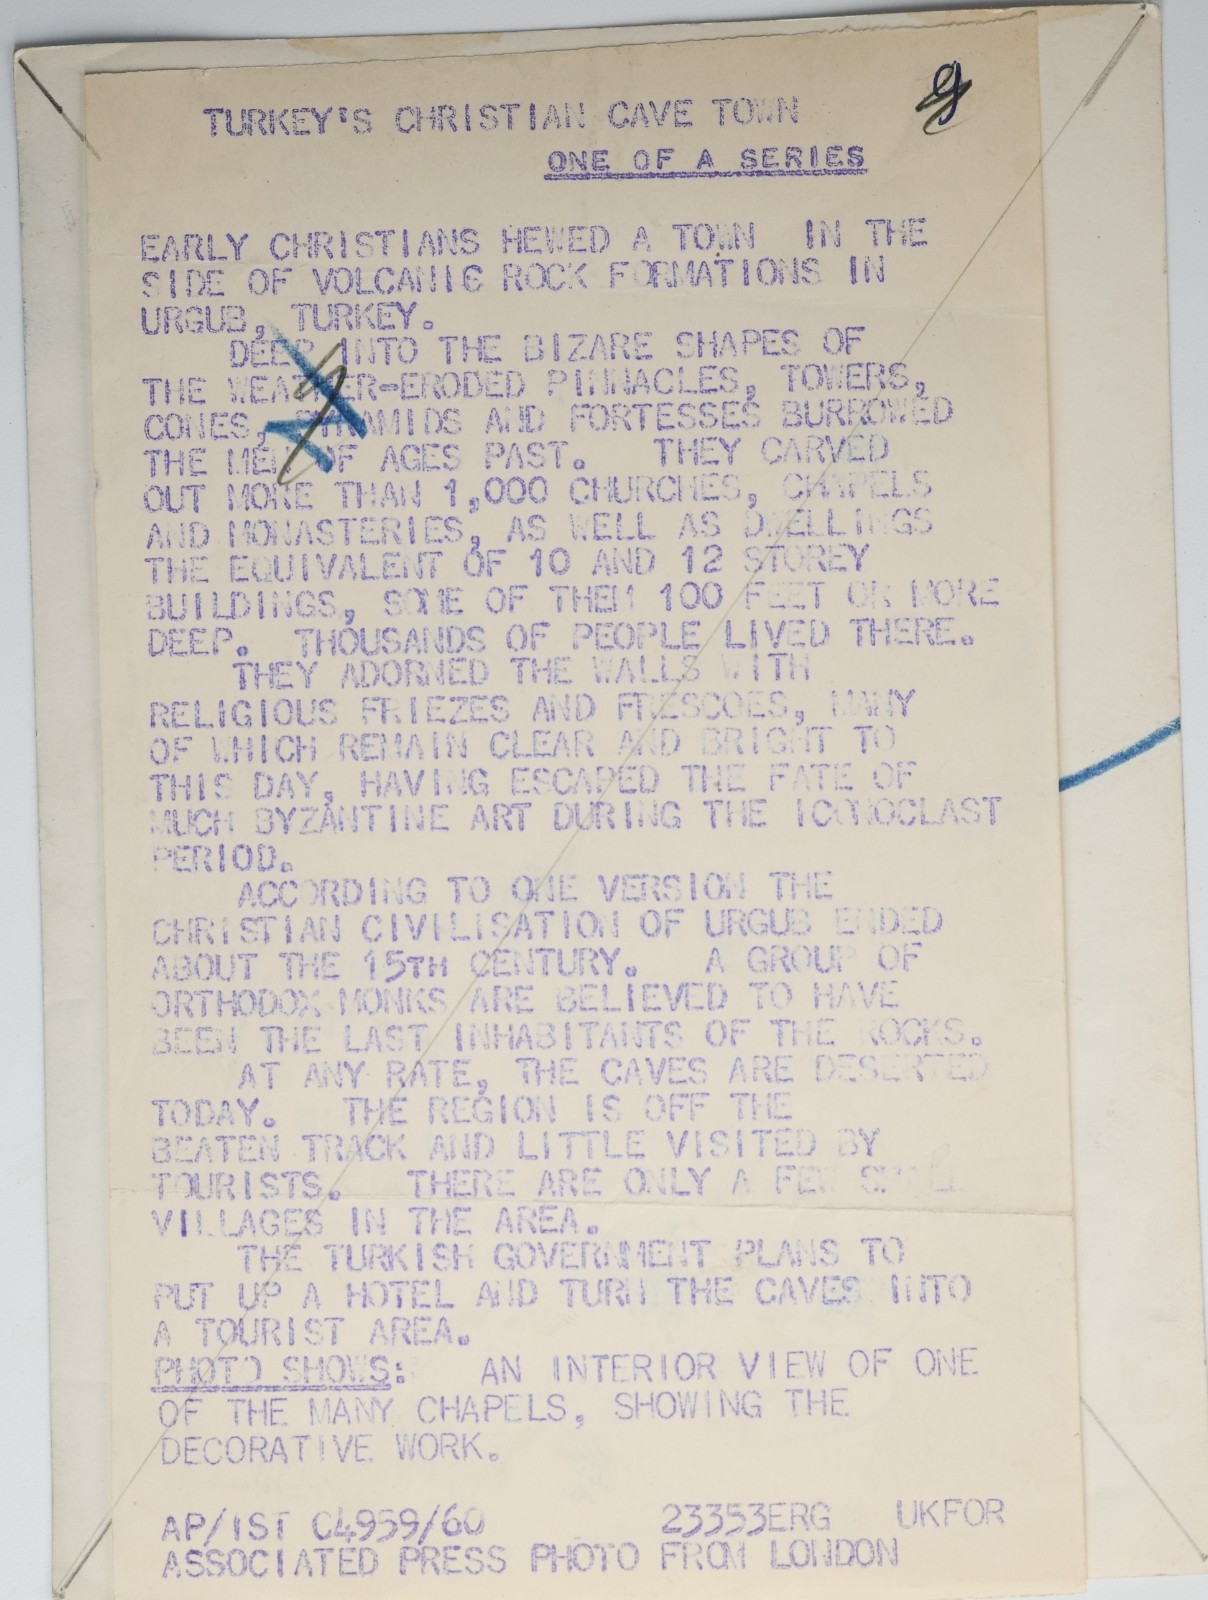 TURKEY'S CHRISTIAN CAVE TOWN
ONE OF A SERIES
EARLY CHRISTIANS HEWED A TOWN IN THE
SIDE OF VOLCANIC ROCK FORMATIONS IN
URGUB, TURKEY.
DEEP INTO THE BIZARE SHAPES OF
THE WEATHER-ERODED PINNACLES, TOWERS,
CONES, PYRAMIDS AND FORTESSES BURROWED
THE MEN OF AGES PAST. THEY CARVED
OUT MORE THAN 1,000 CHURCHES, CHAPELS
AND MONASTERIES, AS WELL AS DWELLINGS
THE EQUIVALENT OF 10 AND 12 STOREY
BUILDINGS, SOME OF THEM 100 FEET OR MORE
DEEP. THOUSANDS OF PEOPLE LIVED THERE.
THEY ADORNED THE WALLS WITH
RELIGIOUS FRIEZES AND FRESCOES, MANY
OF WHICH REMAIN CLEAR AND BRIGHT TO
THIS DAY, HAVING ESCAPED THE FATE OF
MUCH BYZANTINE ART DURING THE ICONOCLAST
PERIOD.
ACCORDING TO ONE VERSION THE
CHRISTIAN CIVILISATION OF URGUB ENDED
ABOUT THE 15TH CENTURY. A GROUP OF
ORTHODOX MONKS ARE BELIEVED TO HAVE
BEEN THE LAST INHABITANTS OF THE ROCKS.
AT ANY RATE, THE CAVES ARE DESERTED
TODAY. THE REGION IS OFF THE
BEATEN TRACK AND LITTLE VISITED BY
TOURISTS. THERE ARE ONLY A FEW SMALL
VILLAGES IN THE AREA.
THE TURKISH GOVERNMENT PLANS TO
PUT UP A HOTEL AND TURN THE CAVES INTO
A TOURIST AREA.
PHOTO SHOWS: AN INTERIOR VIEW OF ONE
OF THE MANY CHAPELS, SHOWING THE
DECORATIVE WORK.
AP/IST C4959/60 23353ERG UKFOR
ASSOCIATED PRESS PHOTO FROM LONDON